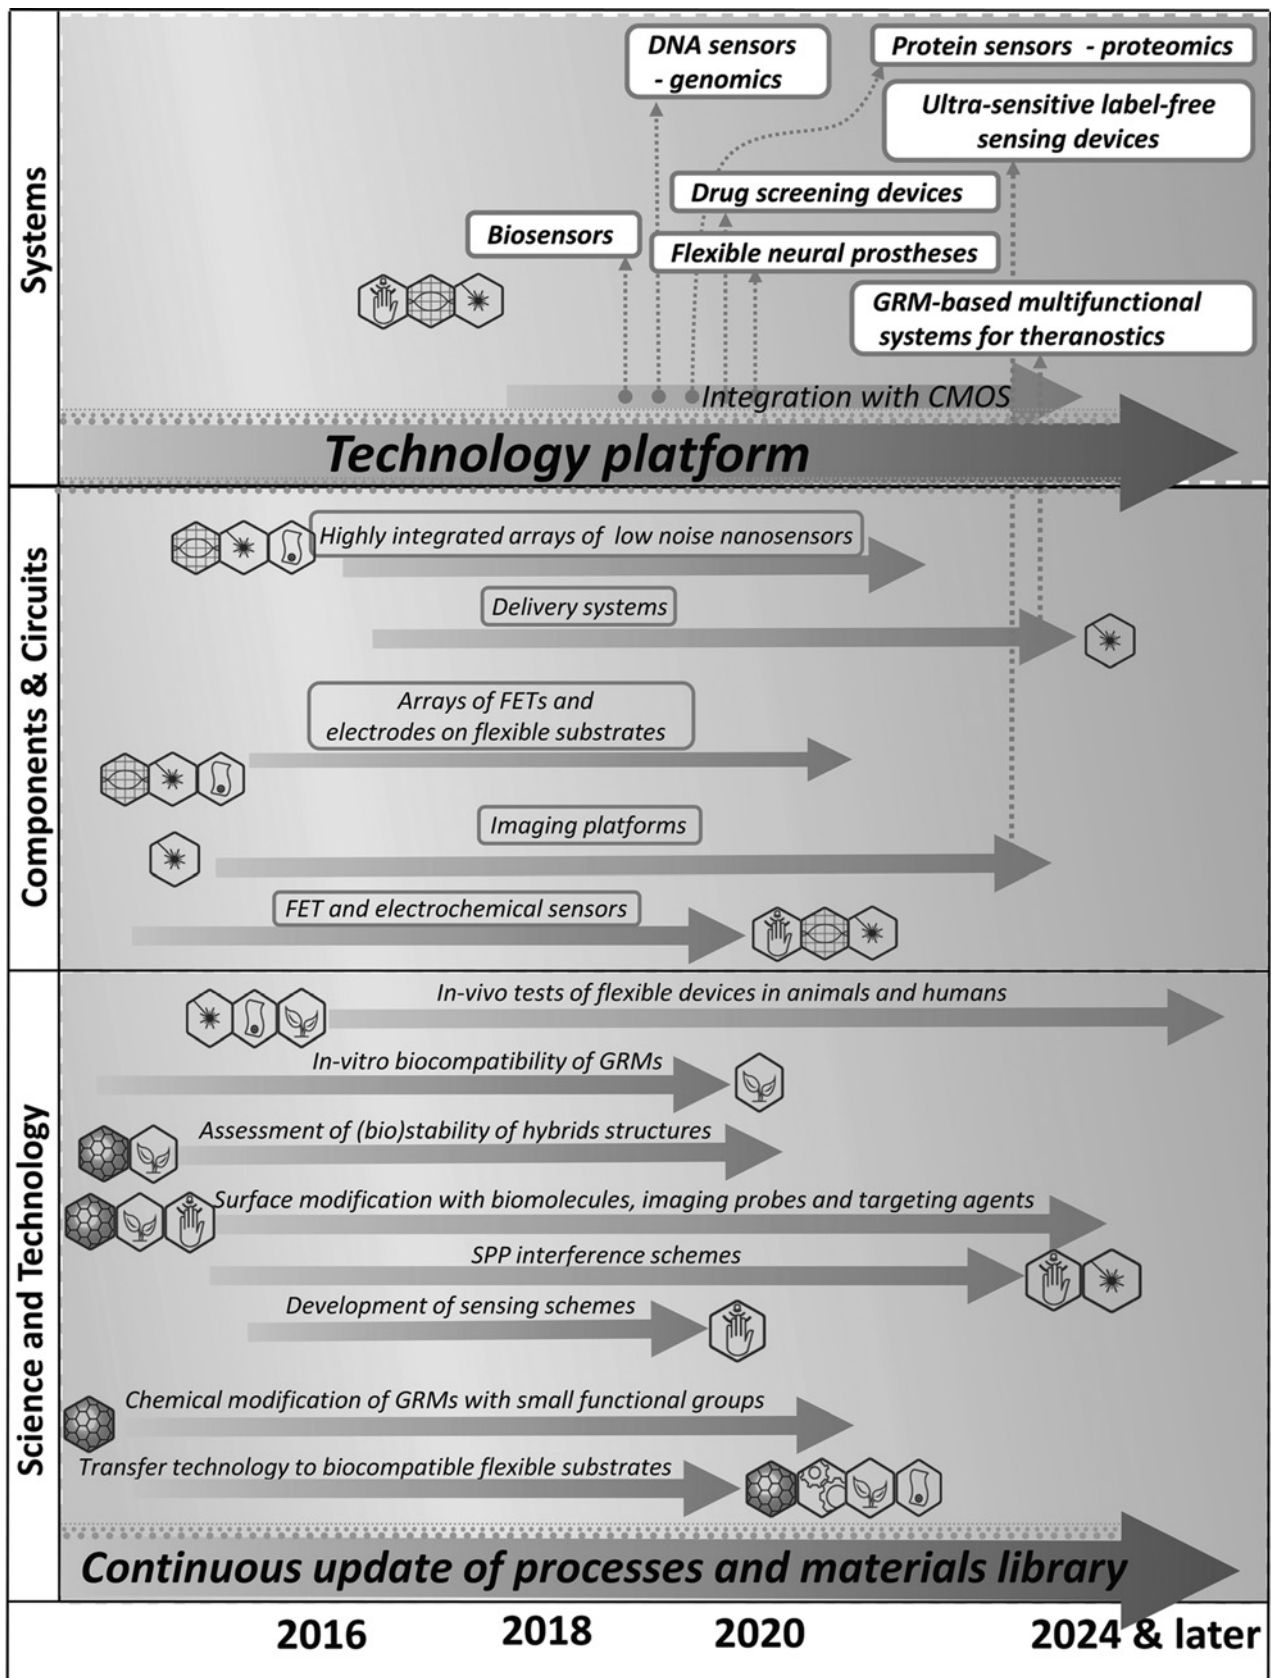 Systems
DNA sensors
- genomics
Protein sensors - proteomics
Ultra-sensitive label-free
sensing devices
Drug screening devices
Biosensors
Flexible neural prostheses
GRM-based multifunctional
systems for theranostics
Integration with CMOS
Technology platform
Components & Circuits
Highly integrated arrays of low noise nanosensors
Delivery systems
Arrays of FETs and
electrodes on flexible substrates
Imaging platforms
FET and electrochemical sensors
Science and Technology
In-vivo tests of flexible devices in animals and humans
In-vitro biocompatibility of GRMs
Assessment of (bio)stability of hybrids structures
Surface modification with biomolecules, imaging probes and targeting agents
SPP interference schemes
Development of sensing schemes
Chemical modification of GRMs with small functional groups
Transfer technology to biocompatible flexible substrates
Continuous update of processes and materials library
2016 2018 2020 2024 & later